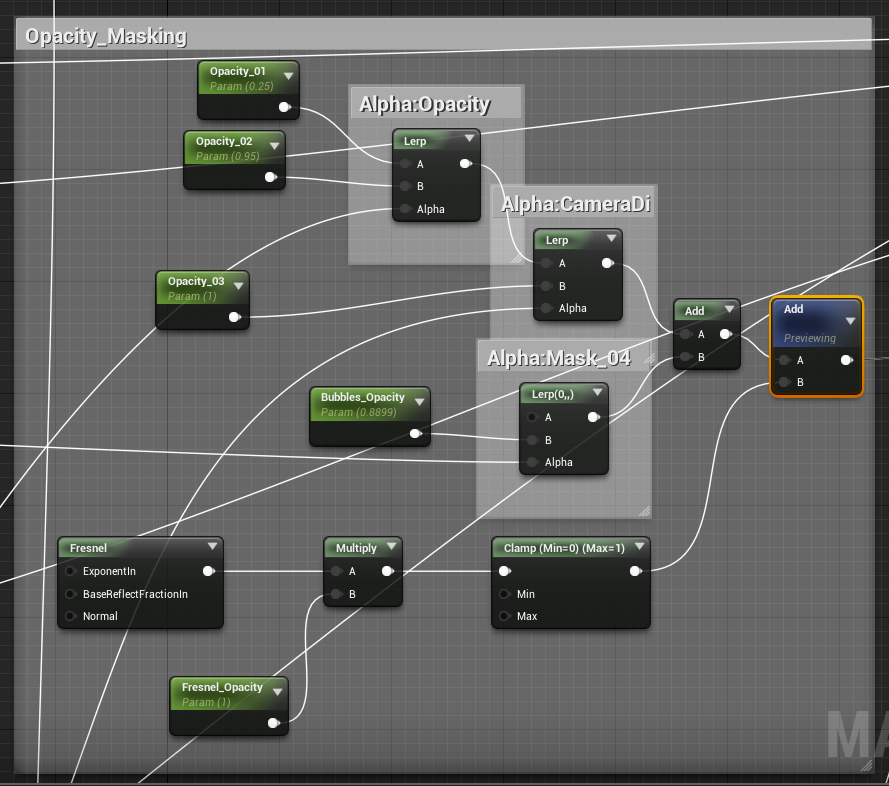 Opacity_Masking
Opacity_01
Param (0.25)
Opacity_02
Param (0.95)
Alpha:Opacity
Lerp
A
B
Alpha
Alpha:CameraDi
Lerp
A
B
Alpha
Opacity_03
Param (1)
Add
A
B
Add
Previewing
A
B
Alpha:Mask_04
Lerp(0,,)
A
B
Alpha
Bubbles_Opacity
Param (0.8899)
Fresnel
ExponentIn
BaseReflectFractionIn
Normal
Multiply
A
B
Clamp (Min=0) (Max=1)
Min
Max
Fresnel_Opacity
Param (1)
MA